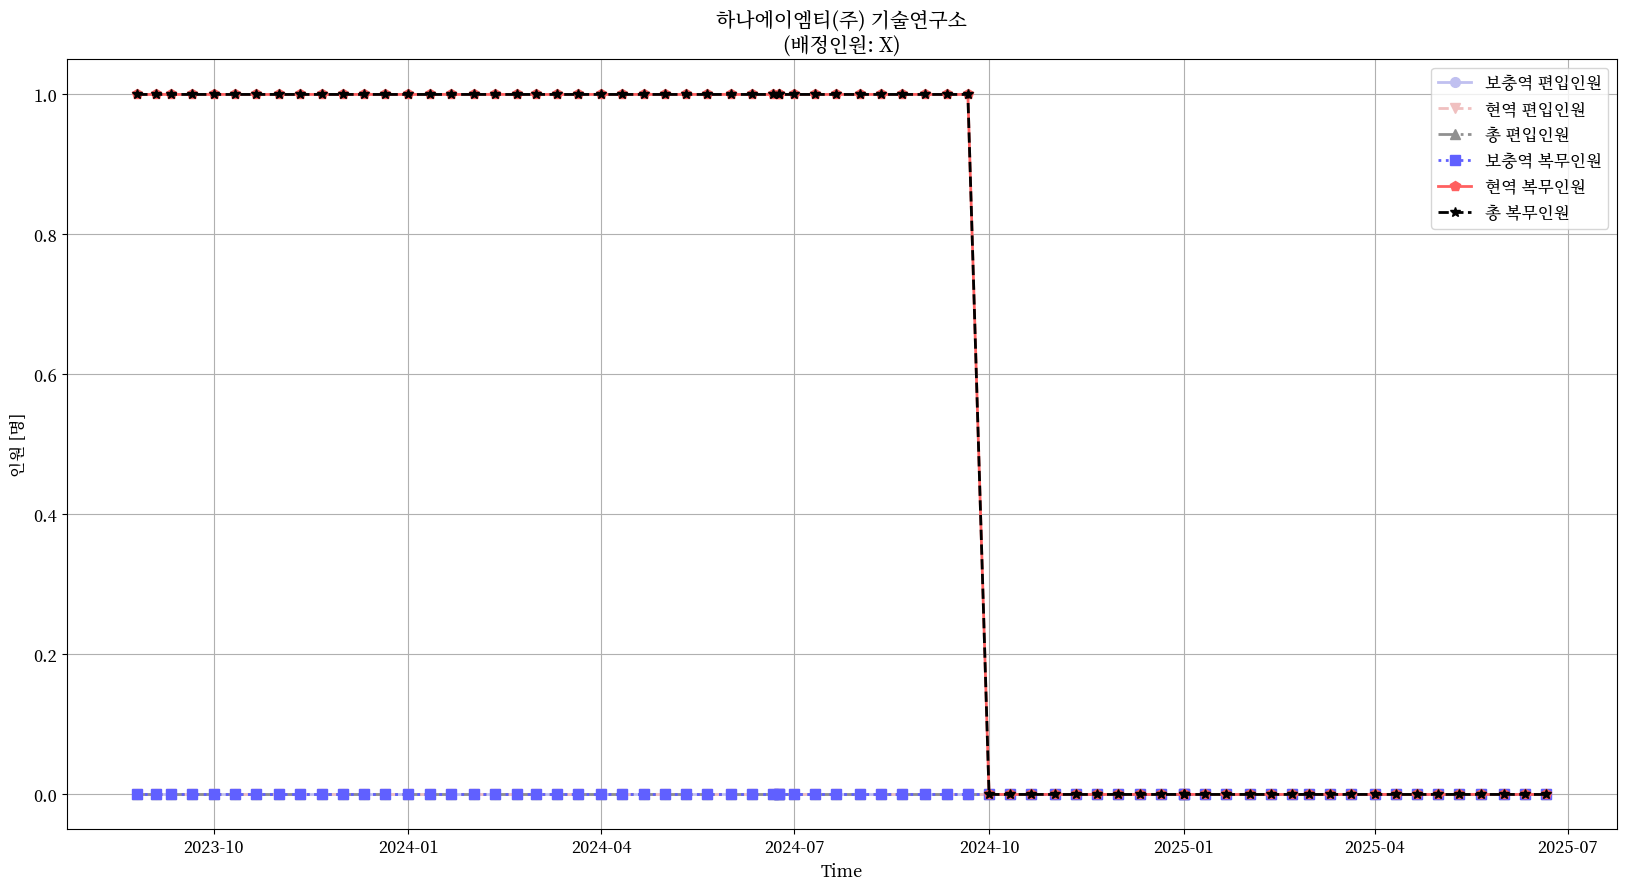 하나에이엠티(주) 기술연구소
(배정인원: X)
보충역 편입인원
현역 편입인원
총 편입인원
보충역 복무인원
현역 복무인원
총 복무인원
인원 [명]
1.0
0.8
0.6
0.4
0.2
0.0
2023-10
2024-01
2024-04
2024-07
2024-10
2025-01
2025-04
2025-07
Time